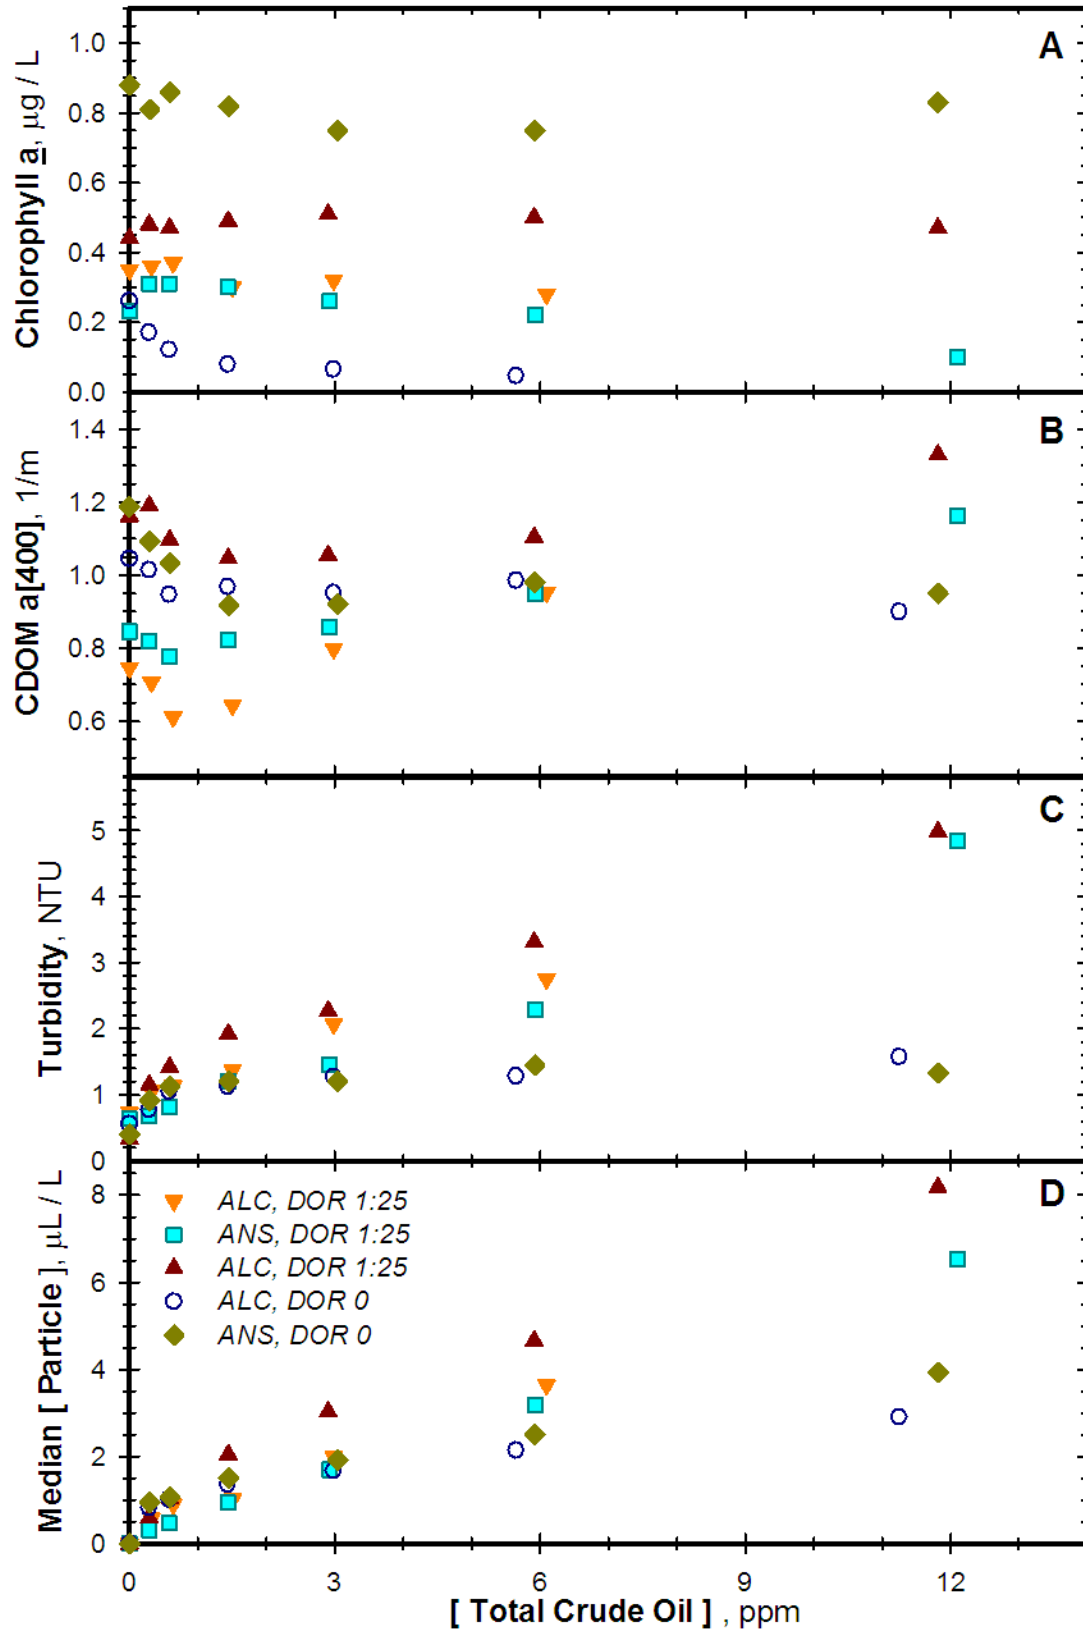 A
1.0
0.8
0.6
0.4
0.2
0.0
Chlorophyll a, μg / L
B
1.4
1.2
1.0
0.8
0.6
CDOM a[400], 1/m
C
5
4
3
2
1
0
Turbidity, NTU
D
8
6
4
2
0
Median [ Particle ], μL / L
ALC, DOR 1:25
ANS, DOR 1:25
ALC, DOR 1:25
ALC, DOR 0
ANS, DOR 0
0 3 6 9 12
[ Total Crude Oil ] , ppm